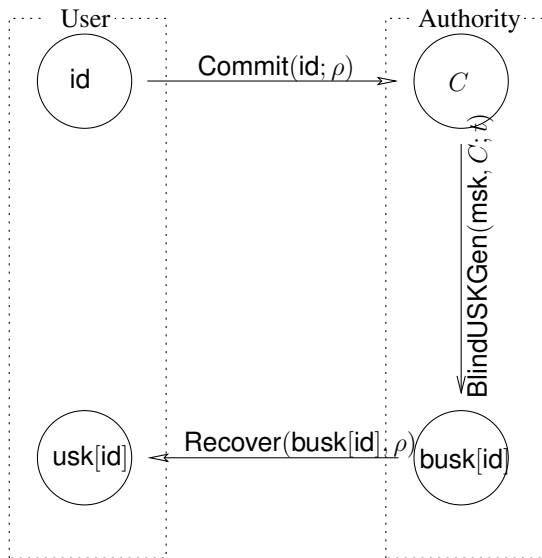 User
Authority
id
Commit(id; ρ)
C
BlindUSKGen(msk, C; t)
usk[id]
Recover(busk[id], ρ)
busk[id]